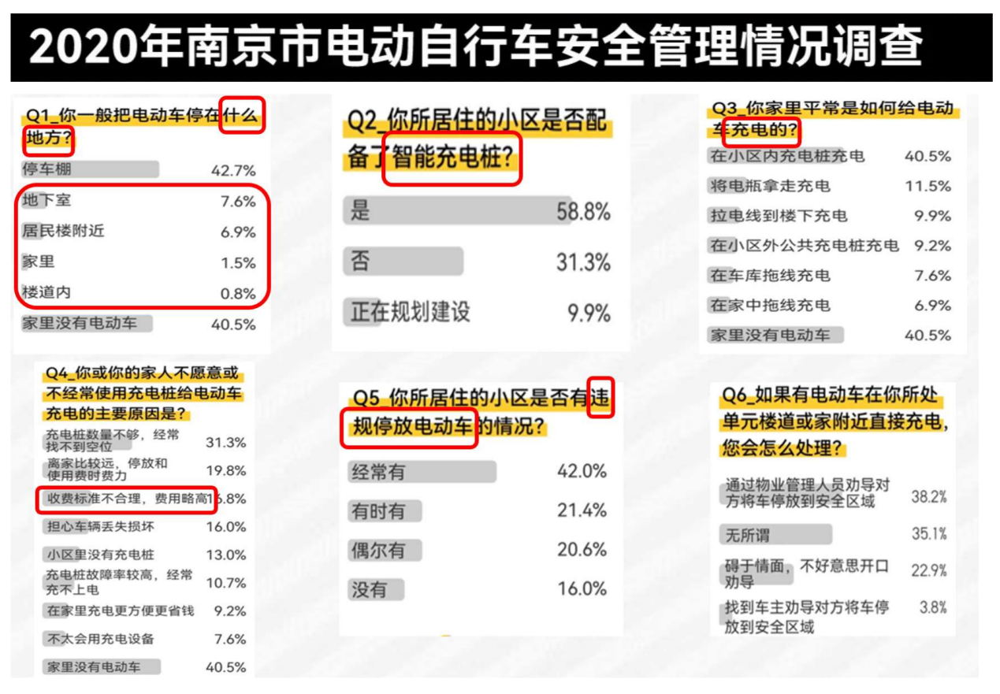 2020年南京市电动自行车安全管理情况调查
Q1_你一般把电动车停在什么
地方?
停车棚 42.7%
地下室 7.6%
居民楼附近 6.9%
家里 1.5%
楼道内 0.8%
家里没有电动车 40.5%
Q2_你所居住的小区是否配
备了智能充电桩?
是 58.8%
否 31.3%
正在规划建设 9.9%
Q3_你家里平常是如何给电动
车充电的?
在小区内充电桩充电 40.5%
将电瓶拿走充电 11.5%
拉电线到楼下充电 9.9%
在小区外公共充电桩充电 9.2%
在车库拖线充电 7.6%
在家中拖线充电 6.9%
家里没有电动车 40.5%
Q4_你或你的家人不愿意或
不经常使用充电桩给电动车
充电的主要原因是?
充电桩数量不够，经常
找不到空位 31.3%
离家比较远，停放和
使用费时费力 19.8%
收费标准不合理，费用略高16.8%
担心车辆丢失损坏 16.0%
小区里没有充电桩 13.0%
充电桩故障率较高，经常
充不上电 10.7%
在家里充电更方便更省钱 9.2%
不太会用充电设备 7.6%
家里没有电动车 40.5%
Q5_你所居住的小区是否有违
规停放电动车的情况?
经常有 42.0%
有时有 21.4%
偶尔有 20.6%
没有 16.0%
Q6_如果有电动车在你所处
单元楼道或家附近直接充电，
您会怎么处理?
通过物业管理人员劝导对
方将车停放到安全区域 38.2%
无所谓 35.1%
碍于情面，不好意思开口
劝导 22.9%
找到车主劝导对方将车停
放到安全区域 3.8%